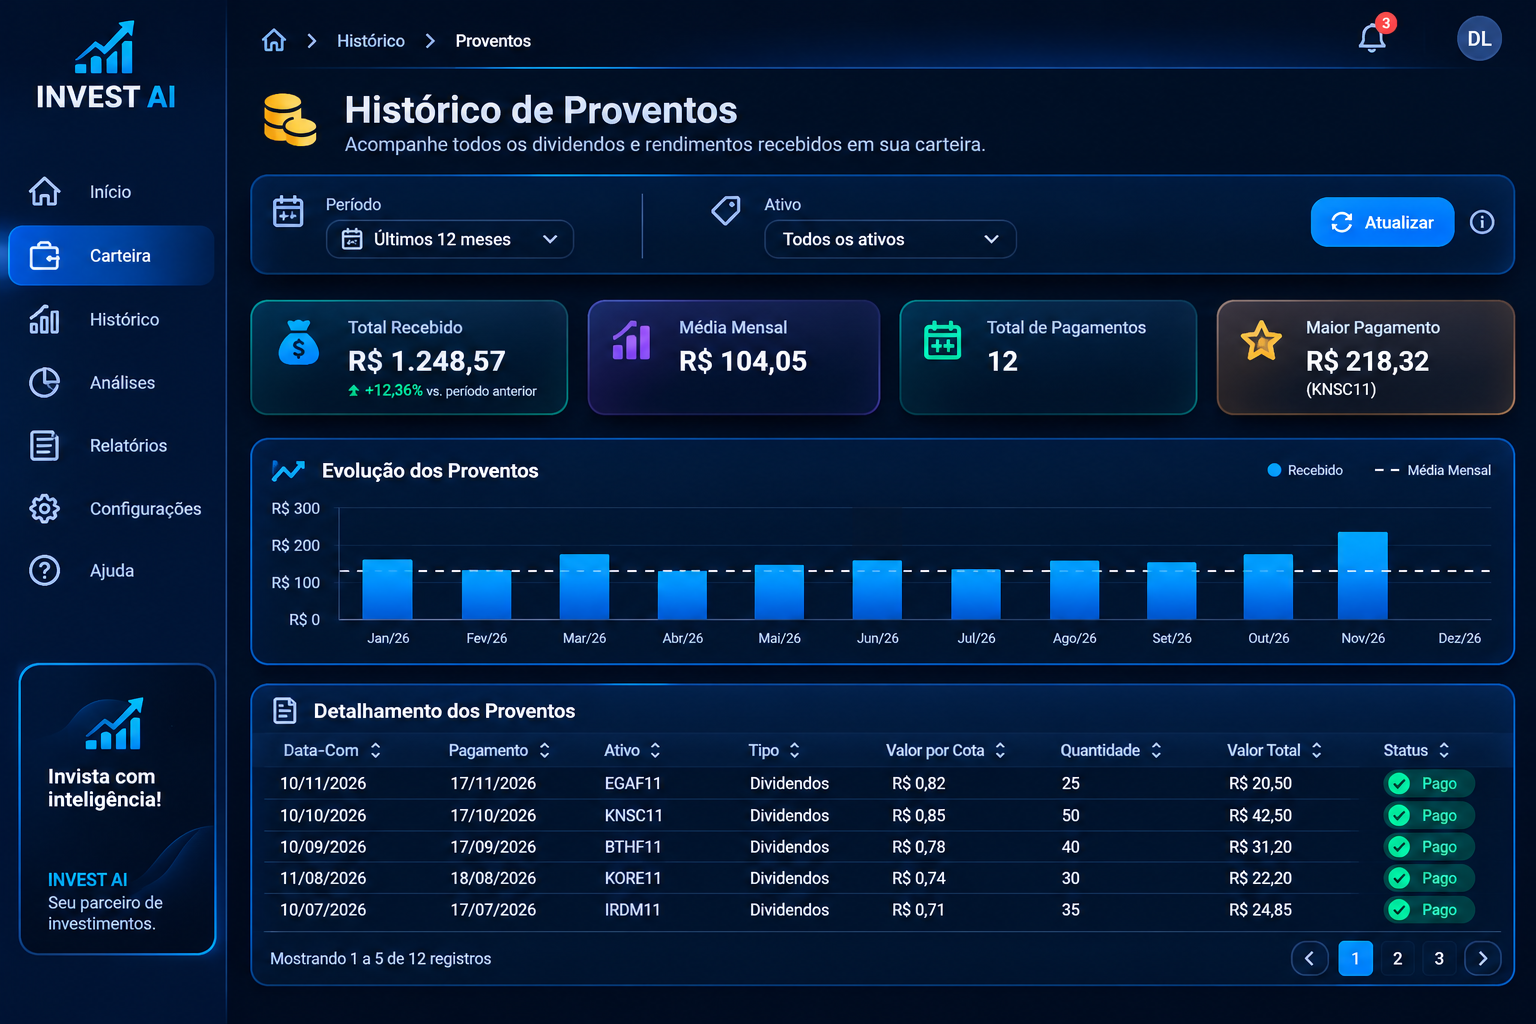 INVEST AI
Início
Carteira
Histórico
Análises
Relatórios
Configurações
Ajuda
Invista com
inteligência!
INVEST AI
Seu parceiro de
investimentos.
Histórico Proventos
3
DL
Histórico de Proventos
Acompanhe todos os dividendos e rendimentos recebidos em sua carteira.
Período
Últimos 12 meses
Ativo
Todos os ativos
Atualizar
Total Recebido
R$ 1.248,57
+12,36% vs. período anterior
Média Mensal
R$ 104,05
Total de Pagamentos
12
Maior Pagamento
R$ 218,32
(KNSC11)
Evolução dos Proventos
Recebido Média Mensal
R$ 300
R$ 200
R$ 100
R$ 0
Jan/26 Fev/26 Mar/26 Abr/26 Mai/26 Jun/26 Jul/26 Ago/26 Set/26 Out/26 Nov/26 Dez/26
Detalhamento dos Proventos
Data-Com Pagamento Ativo Tipo Valor por Cota Quantidade Valor Total Status
10/11/2026 17/11/2026 EGAF11 Dividendos R$ 0,82 25 R$ 20,50 Pago
10/10/2026 17/10/2026 KNSC11 Dividendos R$ 0,85 50 R$ 42,50 Pago
10/09/2026 17/09/2026 BTHF11 Dividendos R$ 0,78 40 R$ 31,20 Pago
11/08/2026 18/08/2026 KORE11 Dividendos R$ 0,74 30 R$ 22,20 Pago
10/07/2026 17/07/2026 IRDM11 Dividendos R$ 0,71 35 R$ 24,85 Pago
Mostrando 1 a 5 de 12 registros
1 2 3